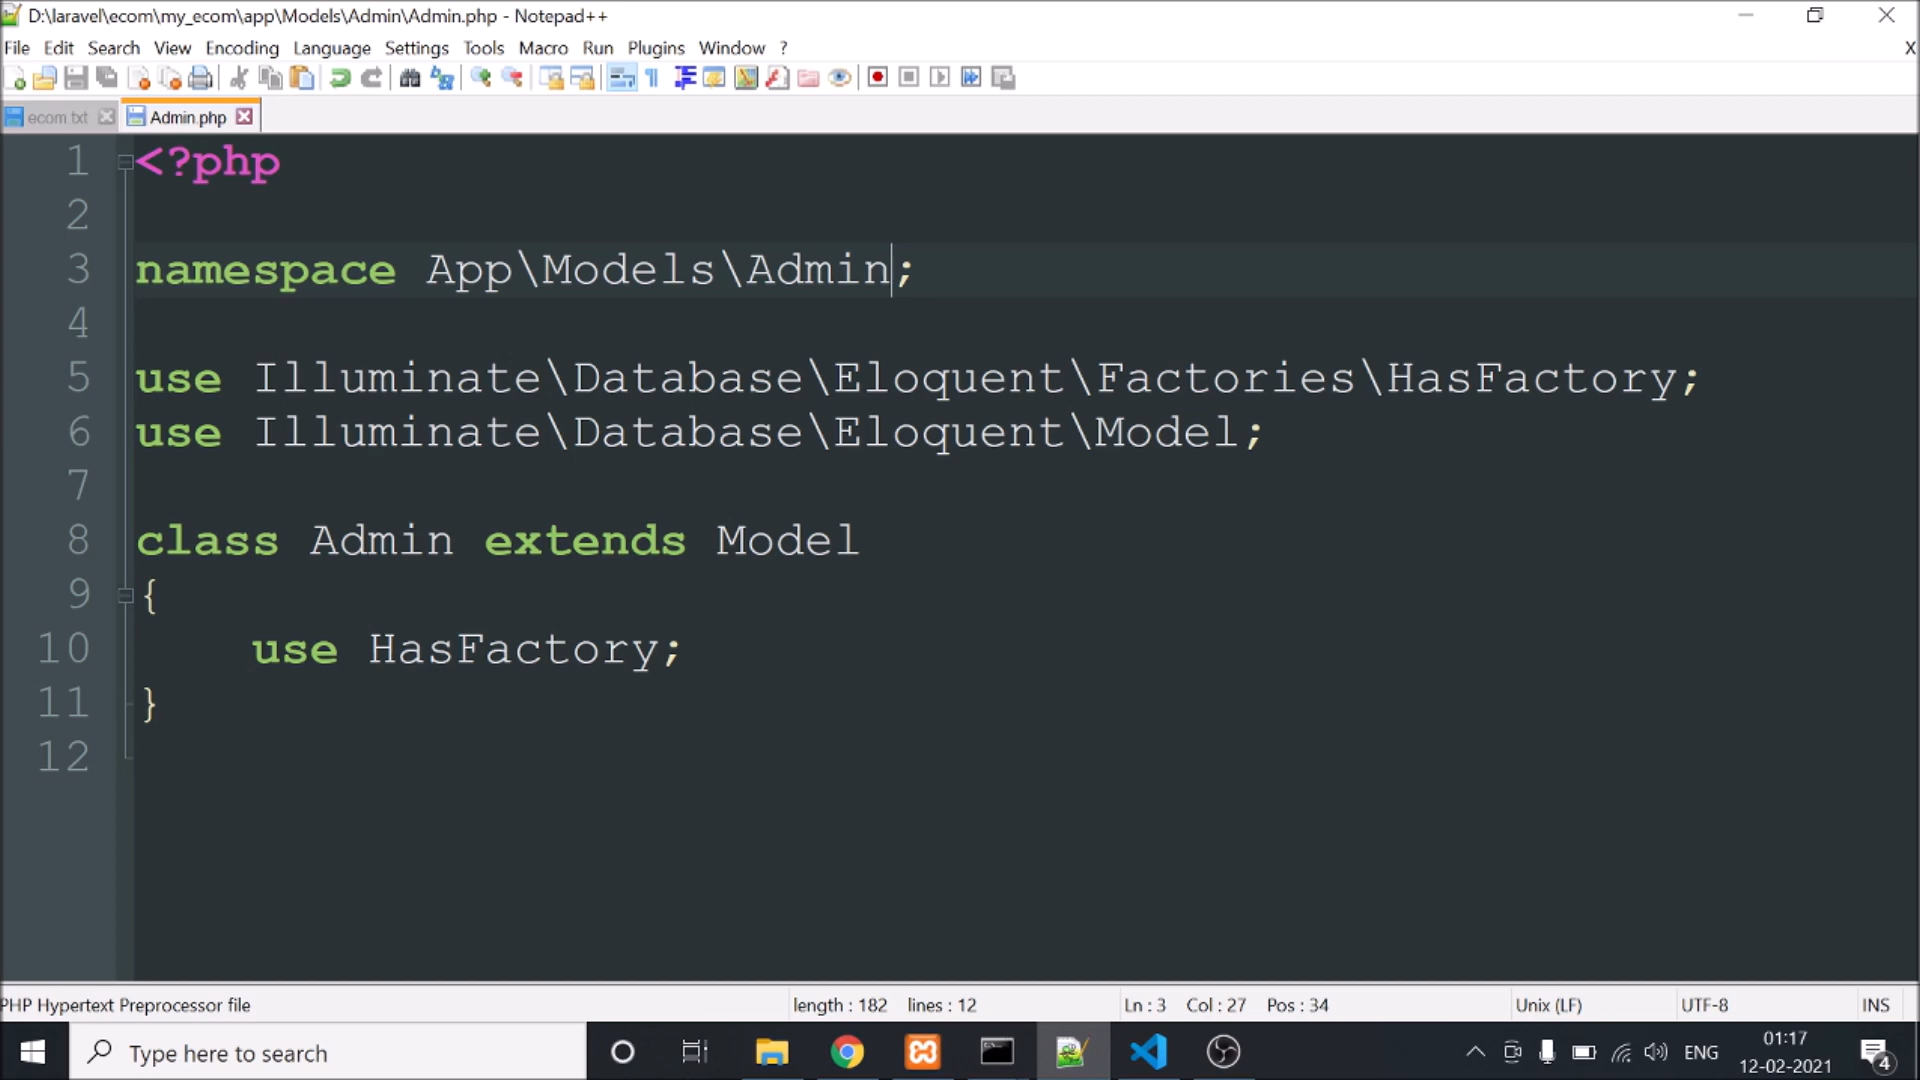 D:\laravel\ecom\my_ecom\app\Models\Admin\Admin.php - Notepad++
File Edit Search View Encoding Language Settings Tools Macro Run Plugins Window ? X
ecom.txt Admin.php
1 <?php
2
3 namespace App\Models\Admin;
4
5 use Illuminate\Database\Eloquent\Factories\HasFactory;
6 use Illuminate\Database\Eloquent\Model;
7
8 class Admin extends Model
9 {
10 use HasFactory;
11 }
12
PHP Hypertext Preprocessor file length : 182 lines : 12 Ln : 3 Col : 27 Pos : 34 Unix (LF) UTF-8 INS
Type here to search ENG 01:17
12-02-2021 4